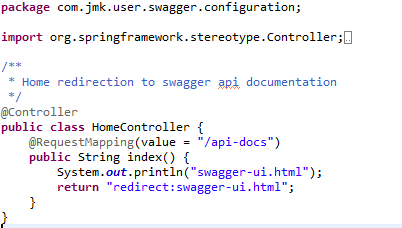 package com.jmk.user.swagger.configuration;
import org.springframework.stereotype.Controller;
/**
 * Home redirection to swagger api documentation
 */
@Controller
public class HomeController {
    @RequestMapping(value = "/api-docs")
    public String index() {
        System.out.println("swagger-ui.html");
        return "redirect:swagger-ui.html";
    }
}